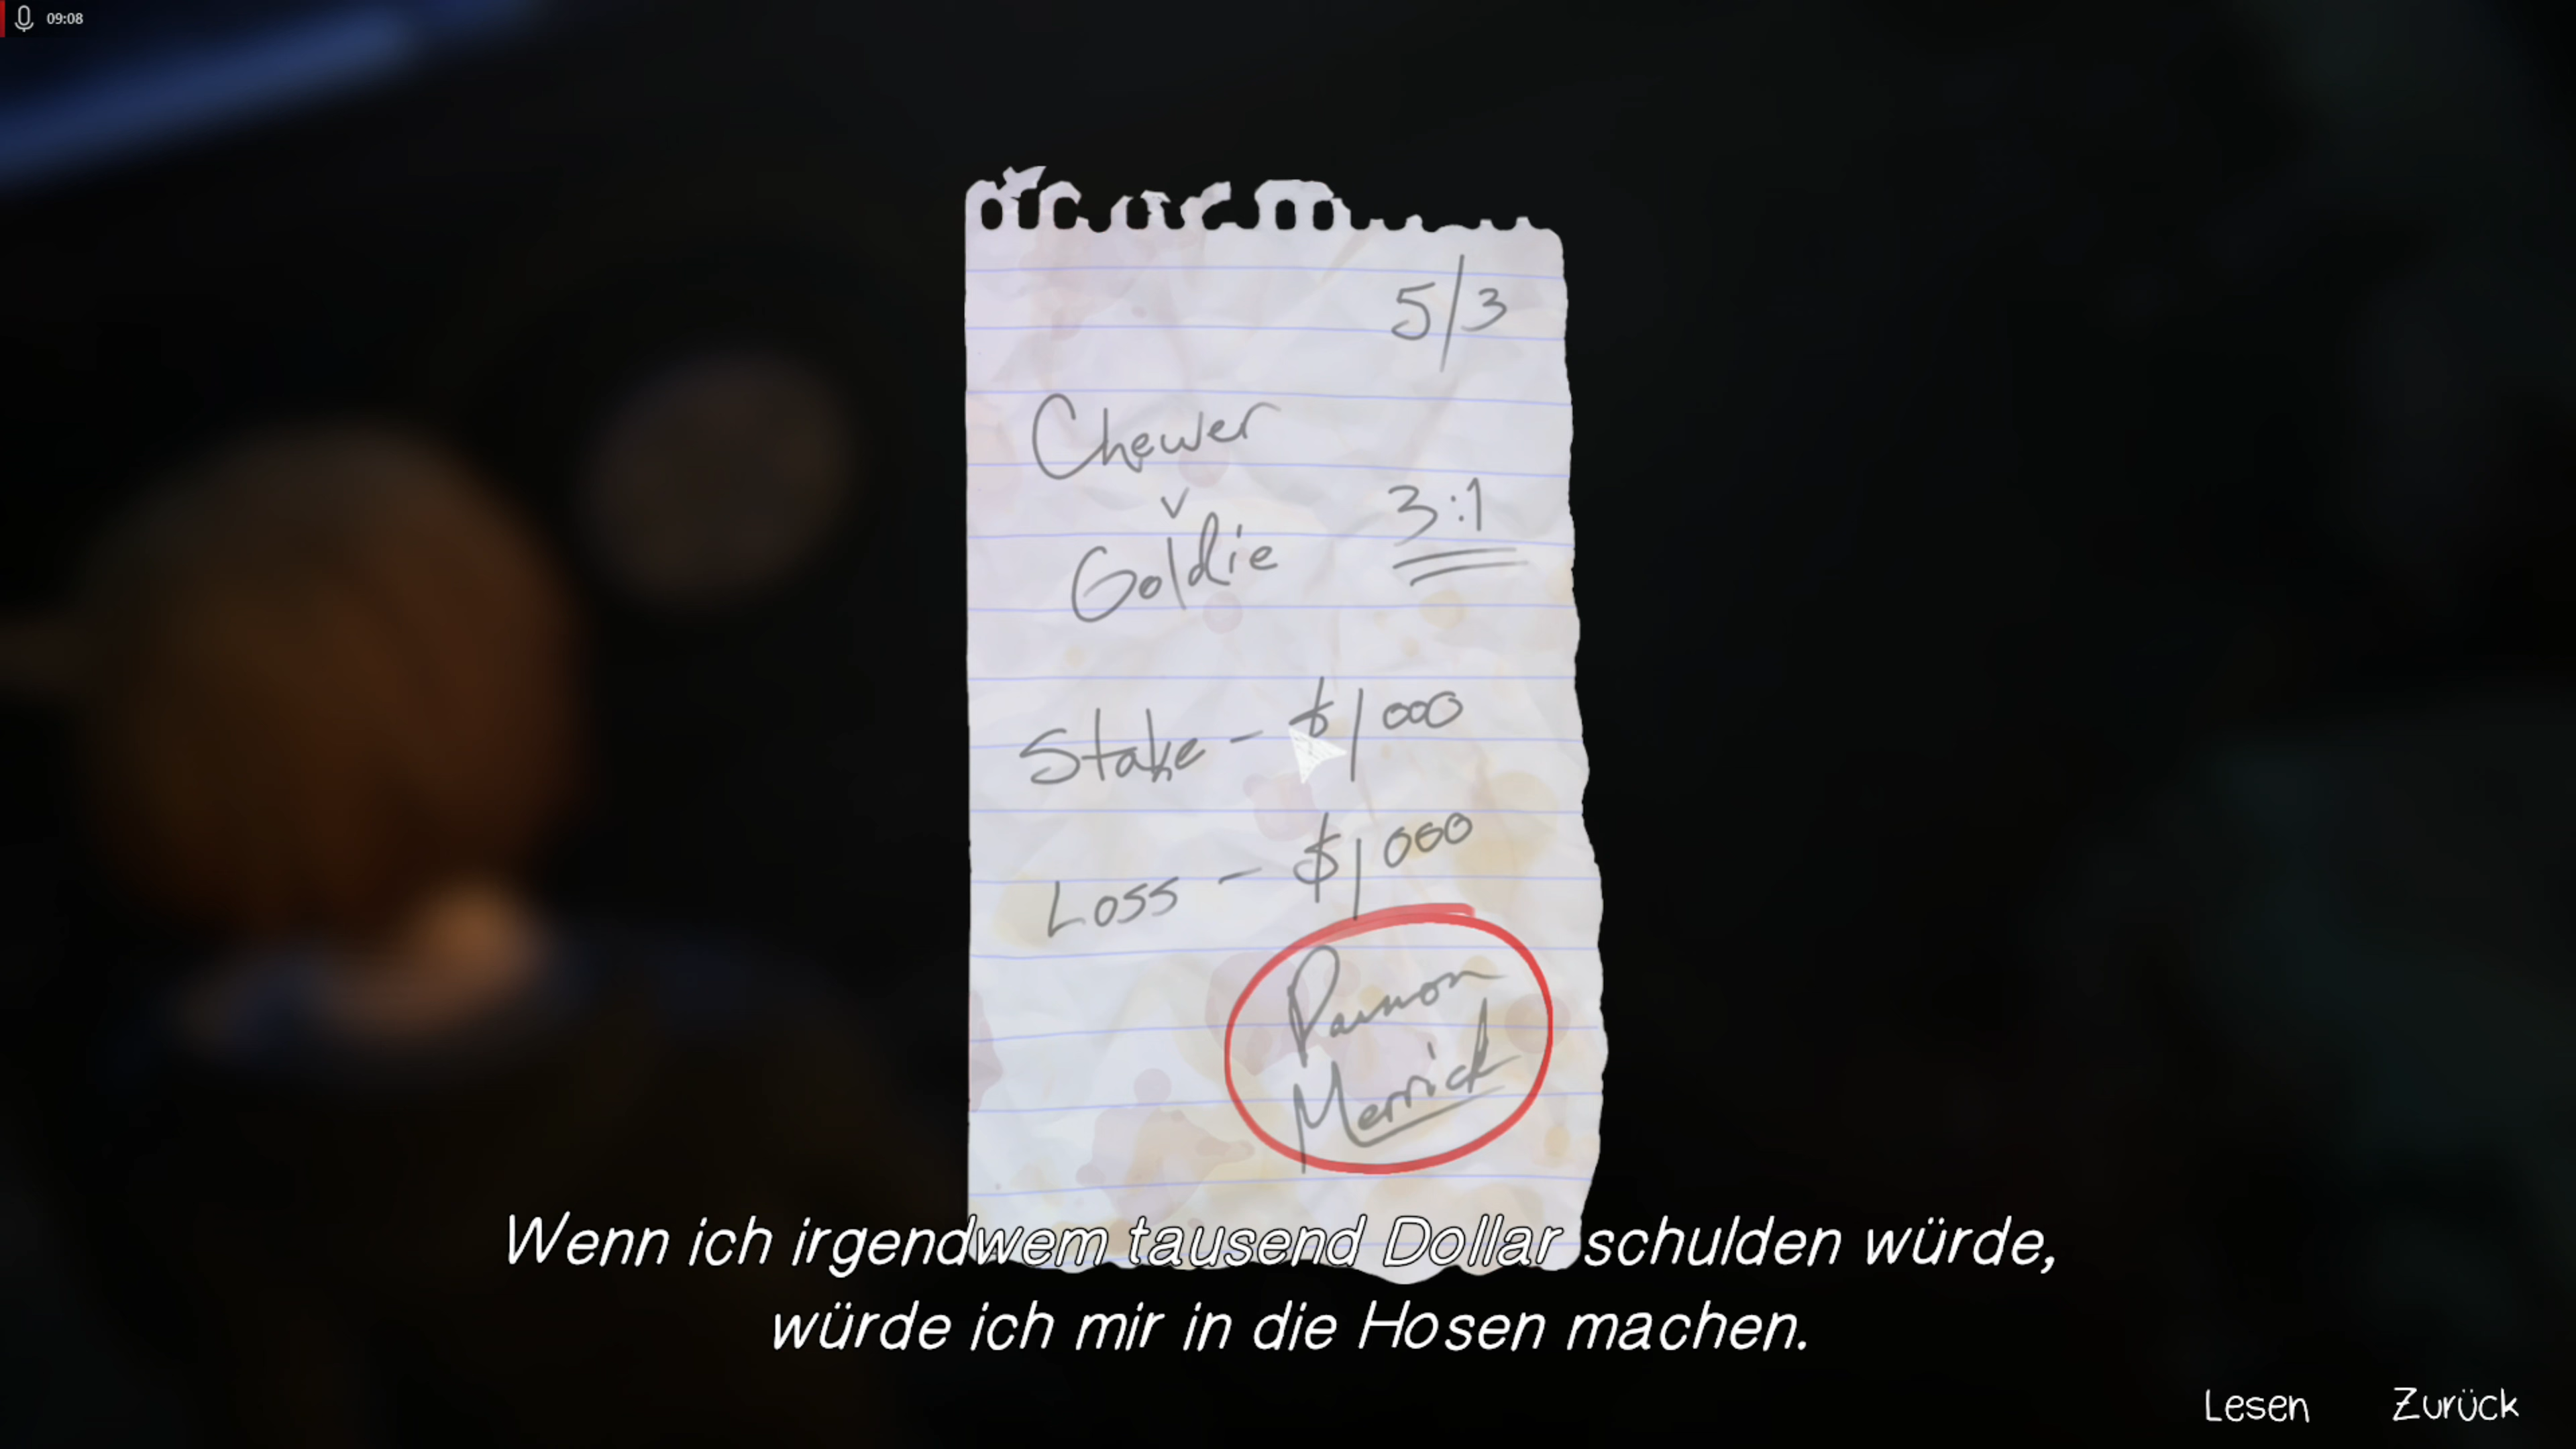 09:08
5/3
Chewer
v
Goldie 3:1
Stake - $1000
Loss - $1000
Damon
Merrick
Wenn ich irgendwem tausend Dollar schulden würde,
würde ich mir in die Hosen machen.
Lesen Zurück